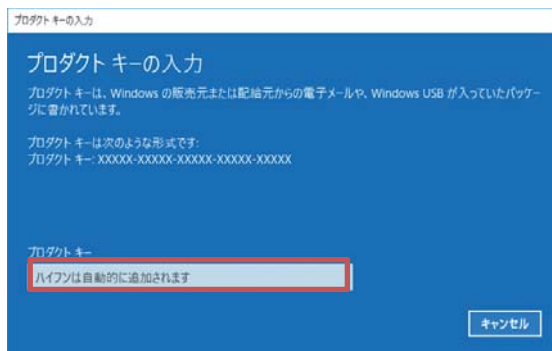 プロダクト キーの入力
プロダクト キーの入力
プロダクト キーは、Windows の販売元または配給元からの電子メールや、Windows USB が入っていたパッケー
ジに書かれています。
プロダクト キーは次のような形式です:
プロダクト キー: XXXXX-XXXXX-XXXXX-XXXXX-XXXXX
プロダクト キー
ハイフンは自動的に追加されます
キャンセル